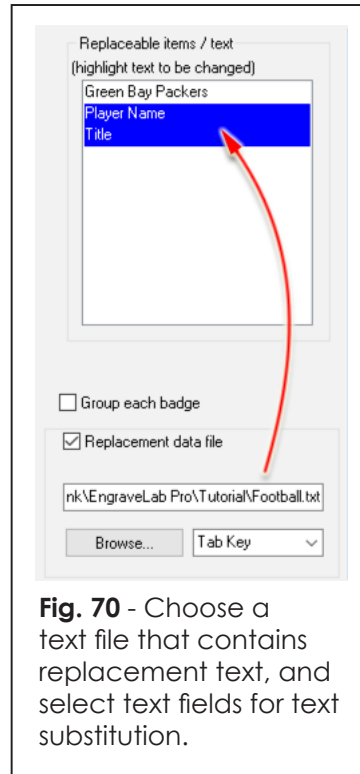 Replaceable items / text
(highlight text to be changed)
Green Bay Packers
Player Name
Title
Group each badge
Replacement data file
nk\EngraveLab Pro\Tutorial\Football.txt
Browse...
Tab Key
Fig. 70 - Choose a
text file that contains
replacement text, and
select text fields for text
substitution.